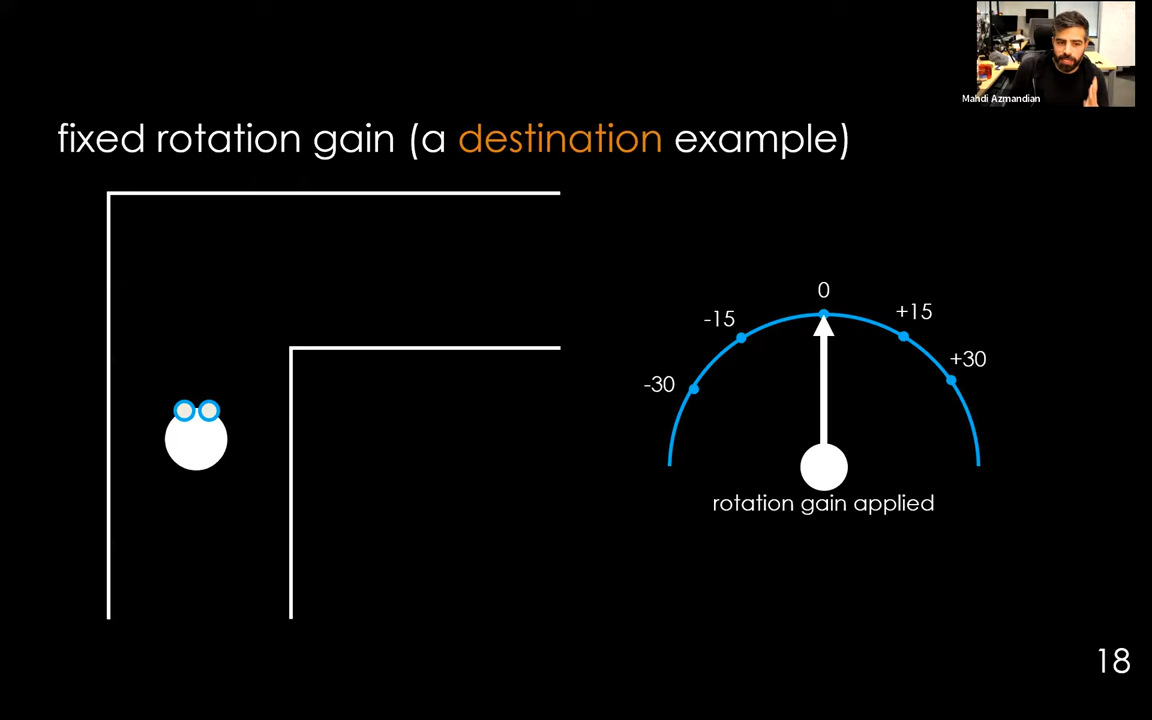 Mahdi Azmandian
fixed rotation gain (a destination example)
0
-15
+15
-30
+30
rotation gain applied
18